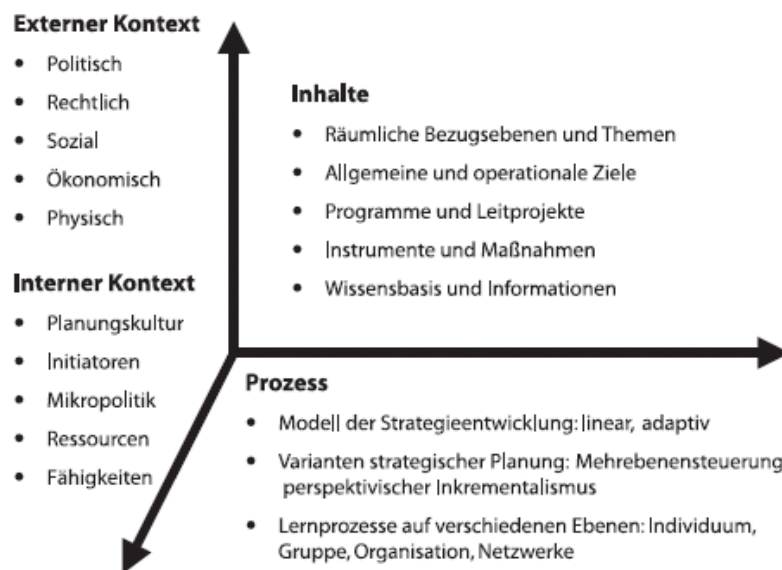 Externer Kontext
• Politisch
• Rechtlich
• Sozial
• Ökonomisch
• Physisch
Interner Kontext
• Planungskultur
• Initiatoren
• Mikropolitik
• Ressourcen
• Fähigkeiten
Inhalte
• Räumliche Bezugsebenen und Themen
• Allgemeine und operationale Ziele
• Programme und Leitprojekte
• Instrumente und Maßnahmen
• Wissensbasis und Informationen
Prozess
• Modell der Strategieentwicklung: linear, adaptiv
• Varianten strategischer Planung: Mehrebenensteuerung
perspektivischer Inkrementalismus
• Lernprozesse auf verschiedenen Ebenen: Individuum,
Gruppe, Organisation, Netzwerke